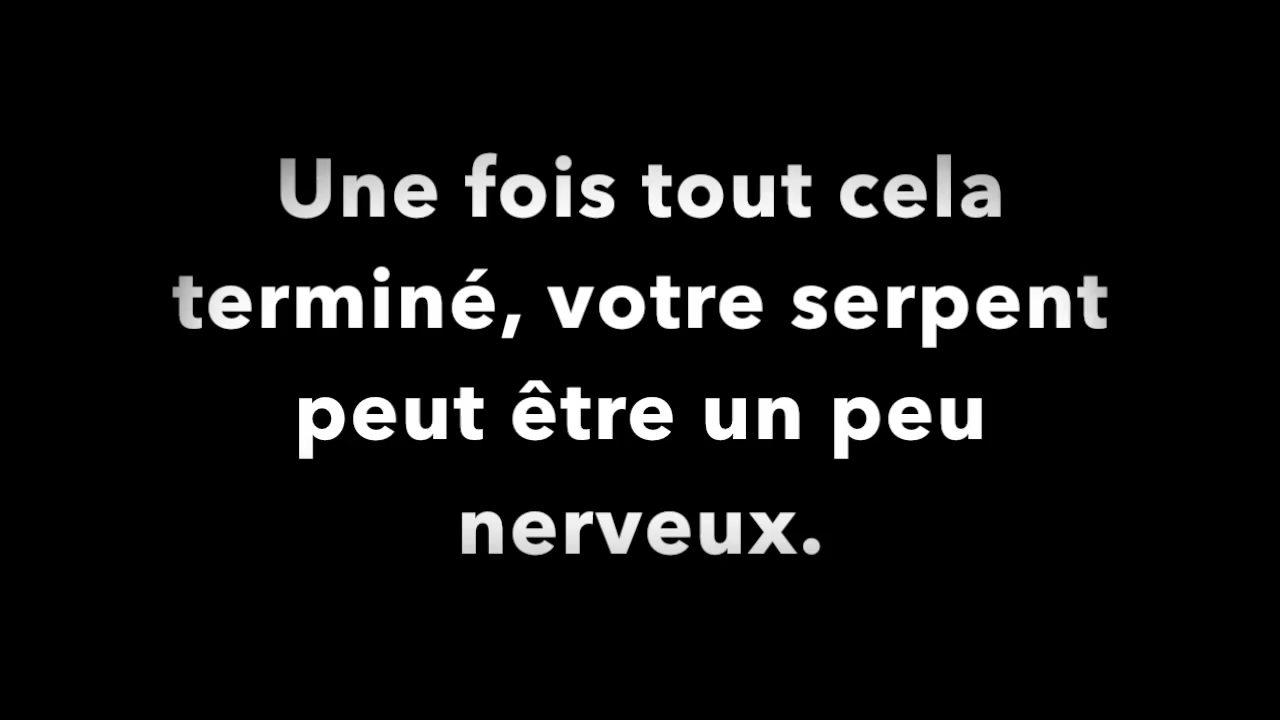 Une fois tout cela
terminé, votre serpent
peut être un peu
nerveux.